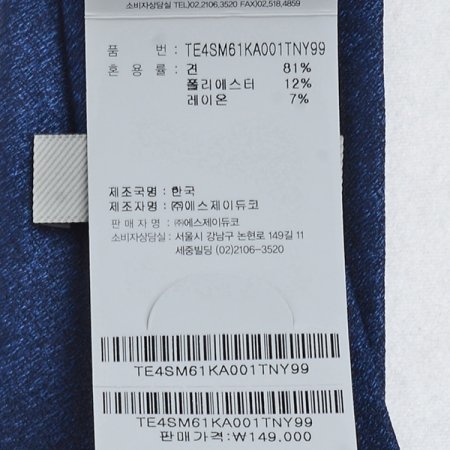 소비자상담실 TEL)02,2106,3520 FAX)02,518,4859
품 번 : TE4SM61KA001TNY99
혼 용 률 : 견 81%
폴리에스터 12%
레이온 7%
제조국명 : 한국
제조자명 : ㈜에스제이듀코
판 매 자 명 : ㈜에스제이듀코
소비자상담실 : 서울시 강남구 논현로 149길 11
세중빌딩 (02)2106-3520
TE4SM61KA001TNY99
TE4SM61KA001TNY99
판매가격:₩149,000